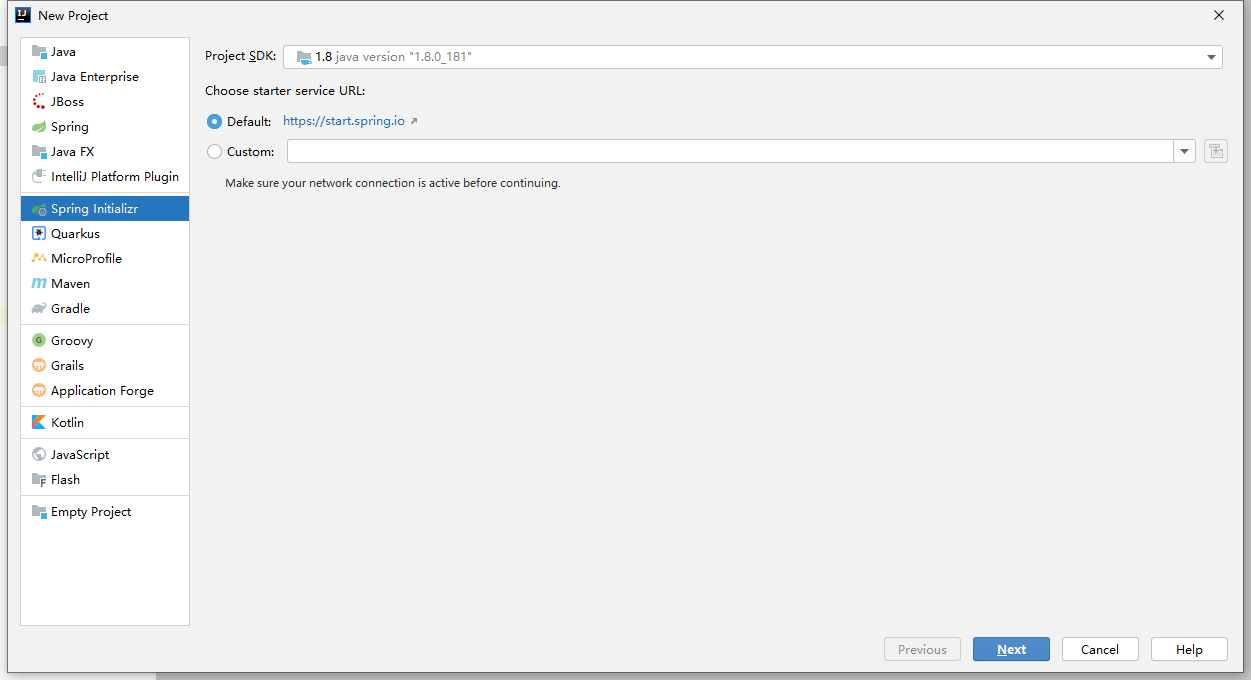 New Project
Java
Java Enterprise
JBoss
Spring
Java FX
IntelliJ Platform Plugin
Spring Initializr
Quarkus
MicroProfile
Maven
Gradle
Groovy
Grails
Application Forge
Kotlin
JavaScript
Flash
Empty Project
Project SDK: 1.8 java version "1.8.0_181"
Choose starter service URL:
Default: https://start.spring.io
Custom:
Make sure your network connection is active before continuing.
Previous Next Cancel Help